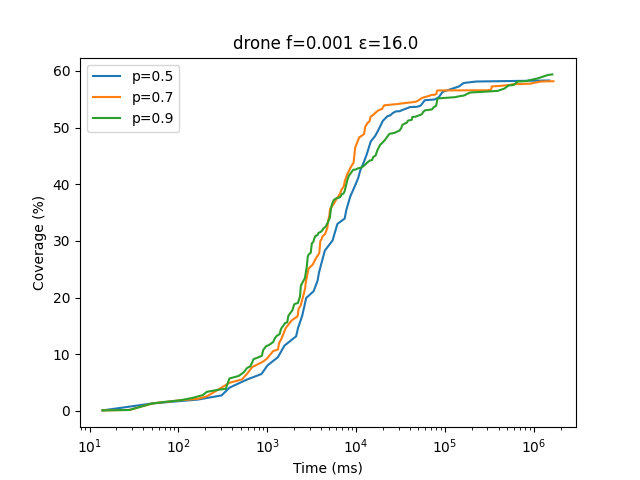 drone f=0.001 ε=16.0
p=0.5
p=0.7
p=0.9
Coverage (%)
60
50
40
30
20
10
0
10¹ 10² 10³ 10⁴ 10⁵ 10⁶
Time (ms)